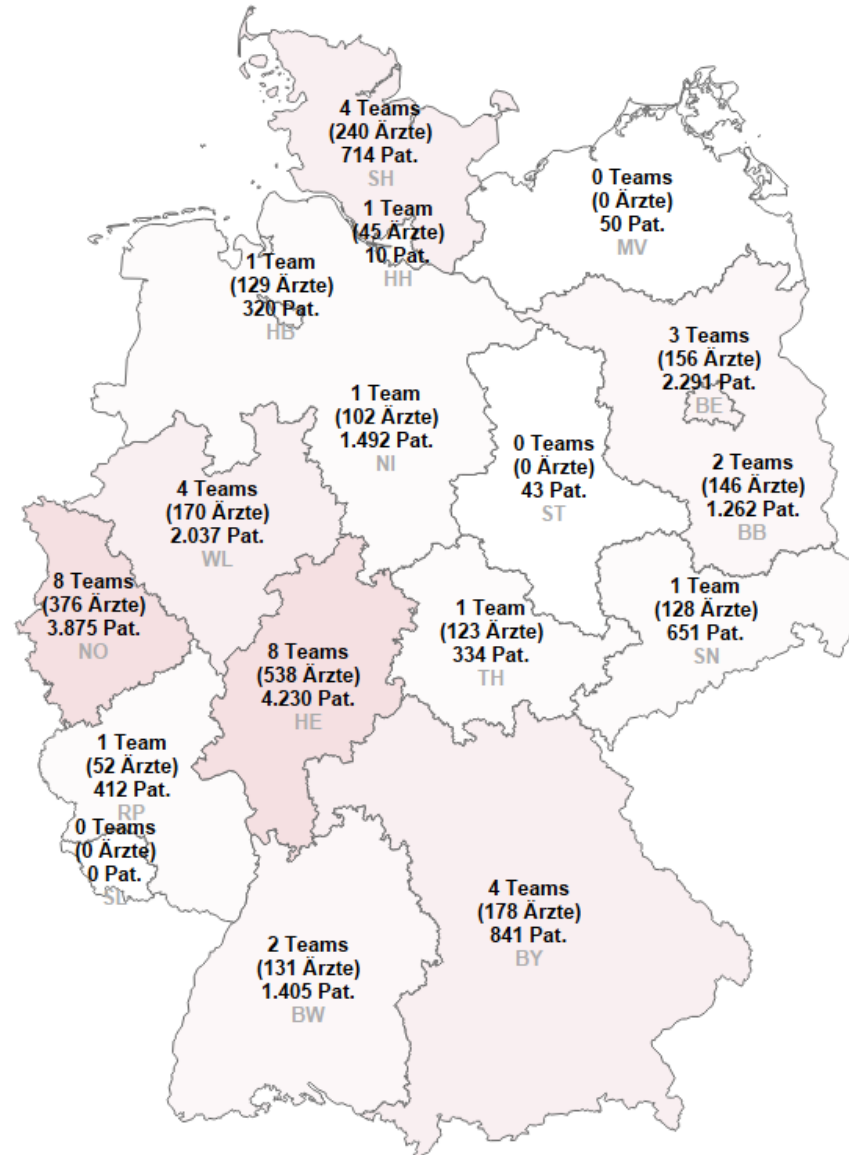 4 Teams
(240 Ärzte)
714 Pat.
SH
0 Teams
(0 Ärzte)
50 Pat.
MV
1 Team
(45 Ärzte)
10 Pat.
HH
1 Team
(129 Ärzte)
320 Pat.
HB
3 Teams
(156 Ärzte)
2.291 Pat.
BE
1 Team
(102 Ärzte)
1.492 Pat.
NI
0 Teams
(0 Ärzte)
43 Pat.
ST
2 Teams
(146 Ärzte)
1.262 Pat.
BB
4 Teams
(170 Ärzte)
2.037 Pat.
WL
8 Teams
(376 Ärzte)
3.875 Pat.
NO
8 Teams
(538 Ärzte)
4.230 Pat.
HE
1 Team
(123 Ärzte)
334 Pat.
TH
1 Team
(128 Ärzte)
651 Pat.
SN
1 Team
(52 Ärzte)
412 Pat.
RP
0 Teams
(0 Ärzte)
0 Pat.
SL
4 Teams
(178 Ärzte)
841 Pat.
BY
2 Teams
(131 Ärzte)
1.405 Pat.
BW